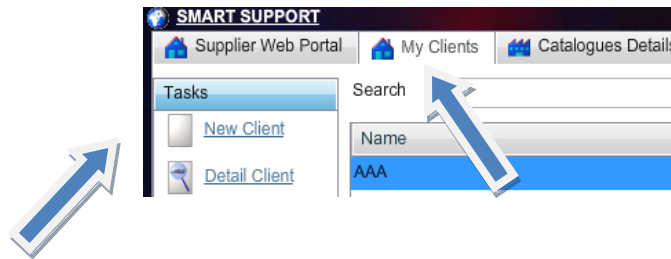 SMART SUPPORT
Supplier Web Portal My Clients Catalogues Details
Tasks
New Client
Detail Client
Search
Name
AAA